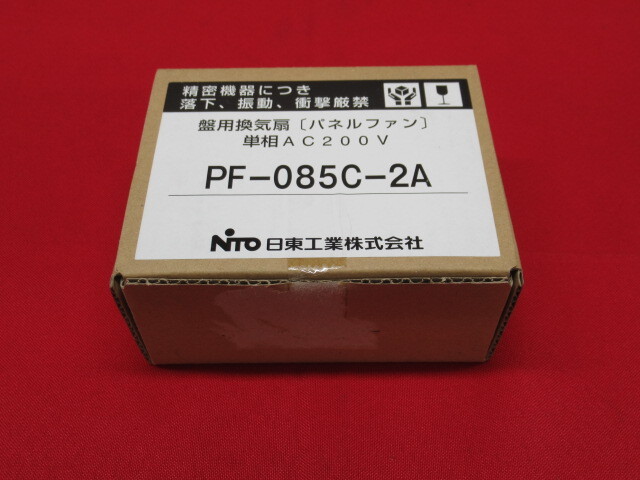 精密機器につき
落下、振動、衝撃厳禁
盤用換気扇〔パネルファン〕
単相AC200V
PF-085C-2A
NITO 日東工業株式会社